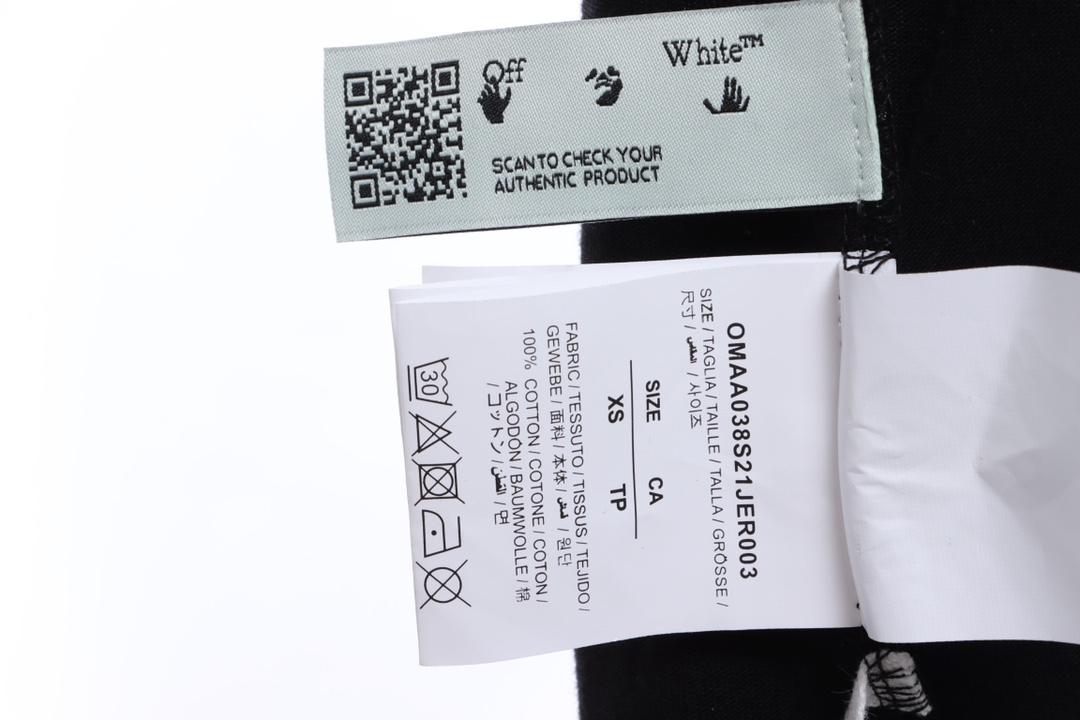 Off White™
SCAN TO CHECK YOUR
AUTHENTIC PRODUCT
OMAA038S21JER003
SIZE / TAGLIA / TAILLE / TALLA / GRÖSSE /
尺寸 / المقاس / 사이즈
SIZE CA
XS TP
FABRIC / TESSUTO / TISSUS / TEJIDO /
GEWEBE / 面料 / 本体 / قماش / 원단
100% COTTON / COTONE / COTON /
ALGODÓN / BAUMWOLLE / 棉
/ コットン / القطن / 면
30